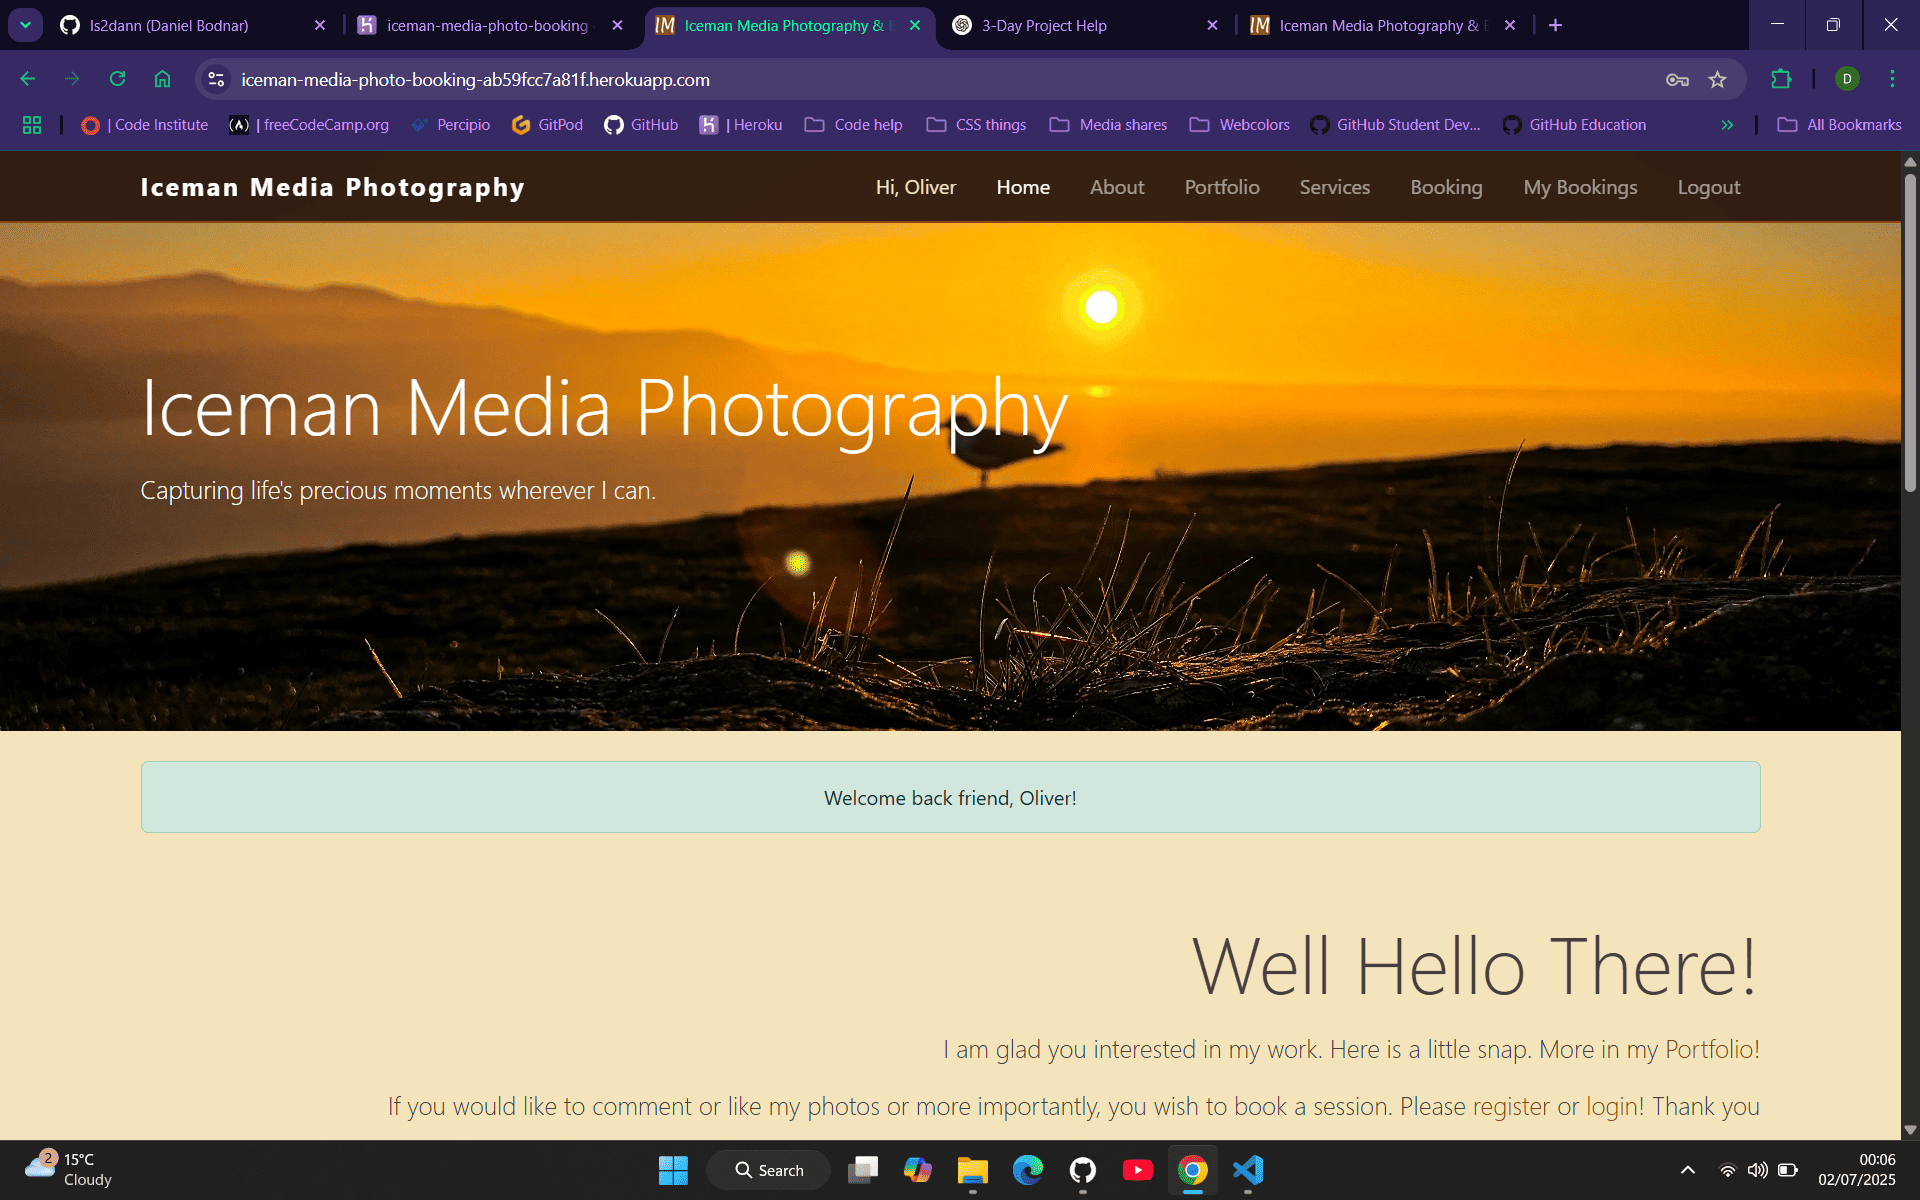 ls2dann (Daniel Bodnar)
iceman-media-photo-booking
Iceman Media Photography &
3-Day Project Help
Iceman Media Photography &
iceman-media-photo-booking-ab59fcc7a81f.herokuapp.com
D
| Code Institute
| freeCodeCamp.org
Percipio
GitPod
GitHub
| Heroku
Code help
CSS things
Media shares
Webcolors
GitHub Student Dev...
GitHub Education
All Bookmarks
Iceman Media Photography
Hi, Oliver
Home
About
Portfolio
Services
Booking
My Bookings
Logout
Iceman Media Photography
Capturing life's precious moments wherever I can.
Welcome back friend, Oliver!
Well Hello There!
I am glad you interested in my work. Here is a little snap. More in my Portfolio!
If you would like to comment or like my photos or more importantly, you wish to book a session. Please register or login! Thank you
2
15°C
Cloudy
Search
00:06
02/07/2025